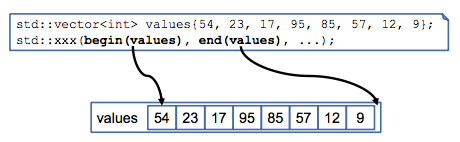 std::vector<int> values{54, 23, 17, 95, 85, 57, 12, 9};
std::xxx(begin(values), end(values), ...);
values 54 23 17 95 85 57 12 9